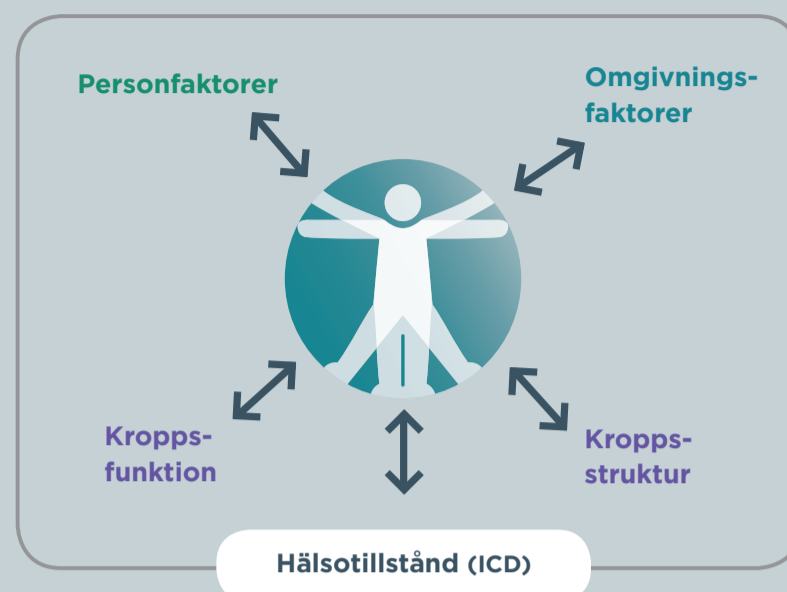 Personfaktorer
Omgivnings-
faktorer
Kropps-
funktion
Kropps-
struktur
Hälsotillstånd (ICD)